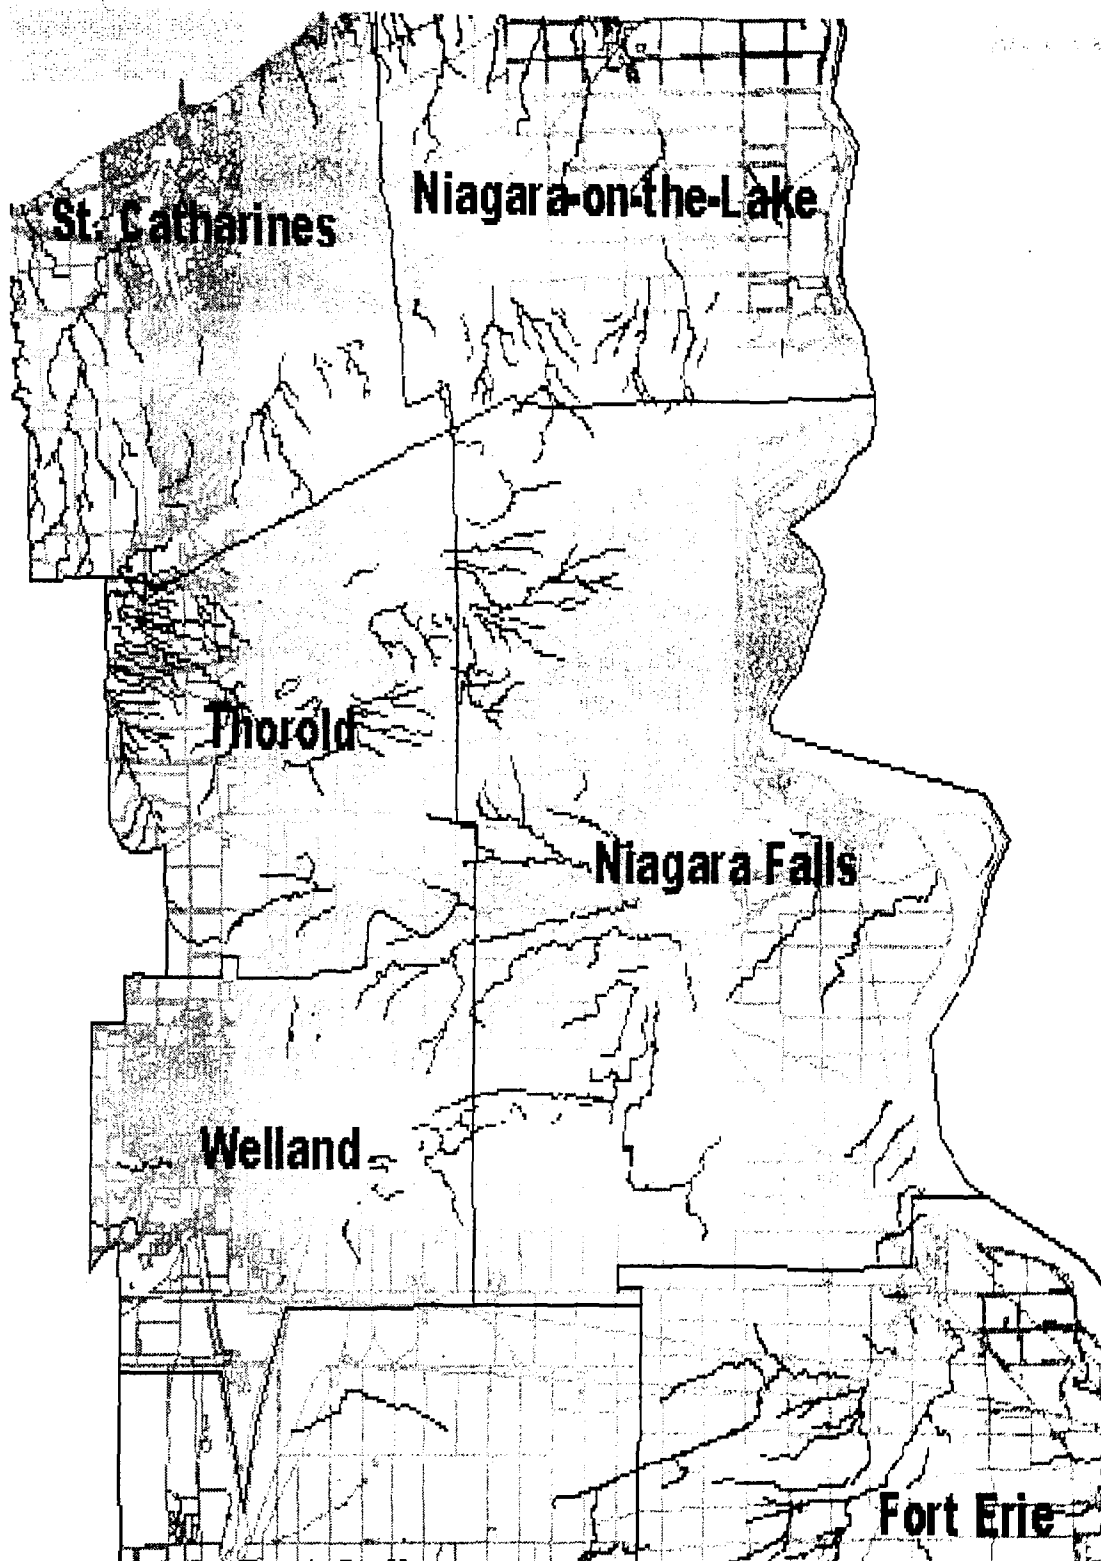 Niagara-on-the-Lake
St. Catharines
Thorold
Niagara Falls
Welland
Fort Erie